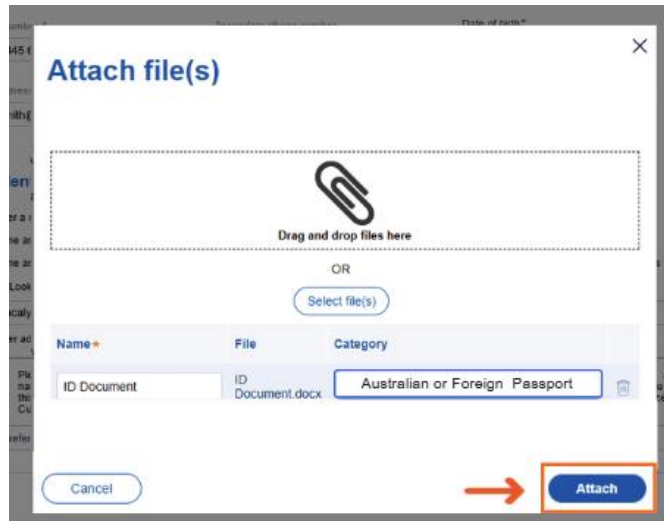 Date of birth*
Attach file(s)
Drag and drop files here
OR
Select file(s)
Name* File Category
ID Document
ID
Document.docx
Australian or Foreign Passport
Cancel
Attach